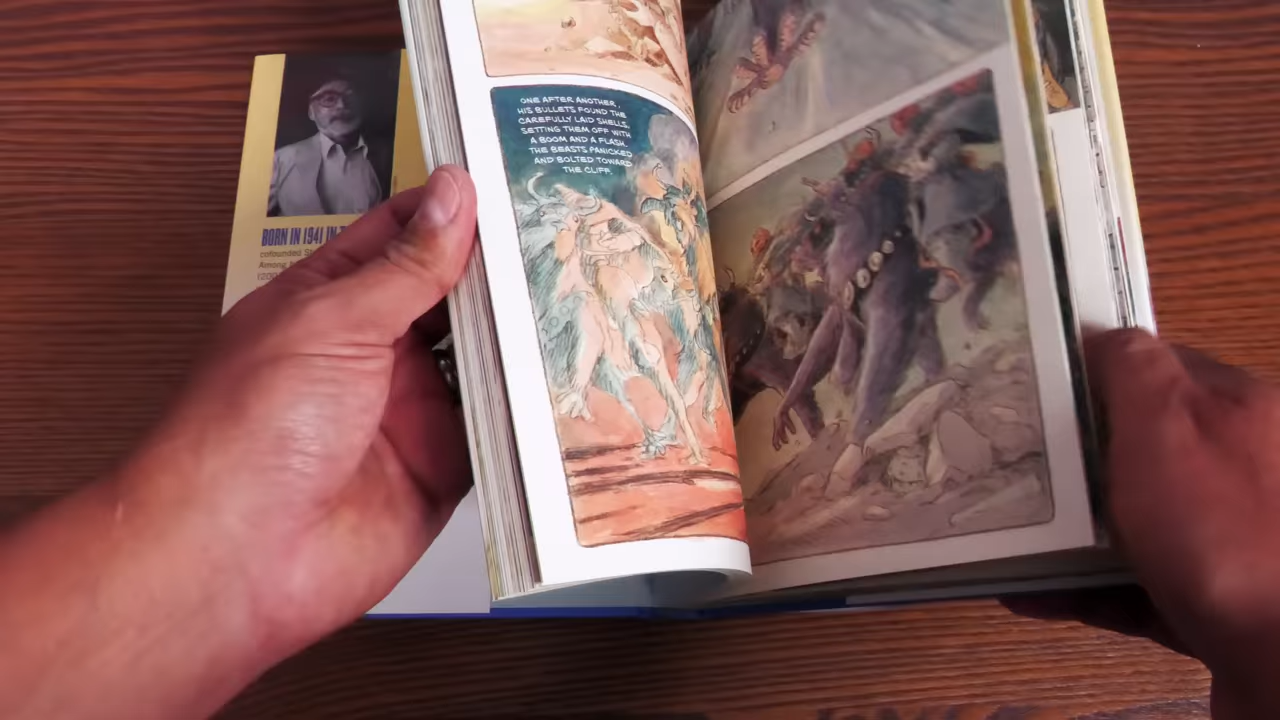 ONE AFTER ANOTHER,
HIS BULLETS FOUND THE
CAREFULLY LAID SHELLS,
SETTING THEM OFF WITH
A BOOM AND A FLASH.
THE BEASTS PANICKED
AND BOLTED TOWARD
THE CLIFF.
BORN IN 1941 IN
cofounded
Among